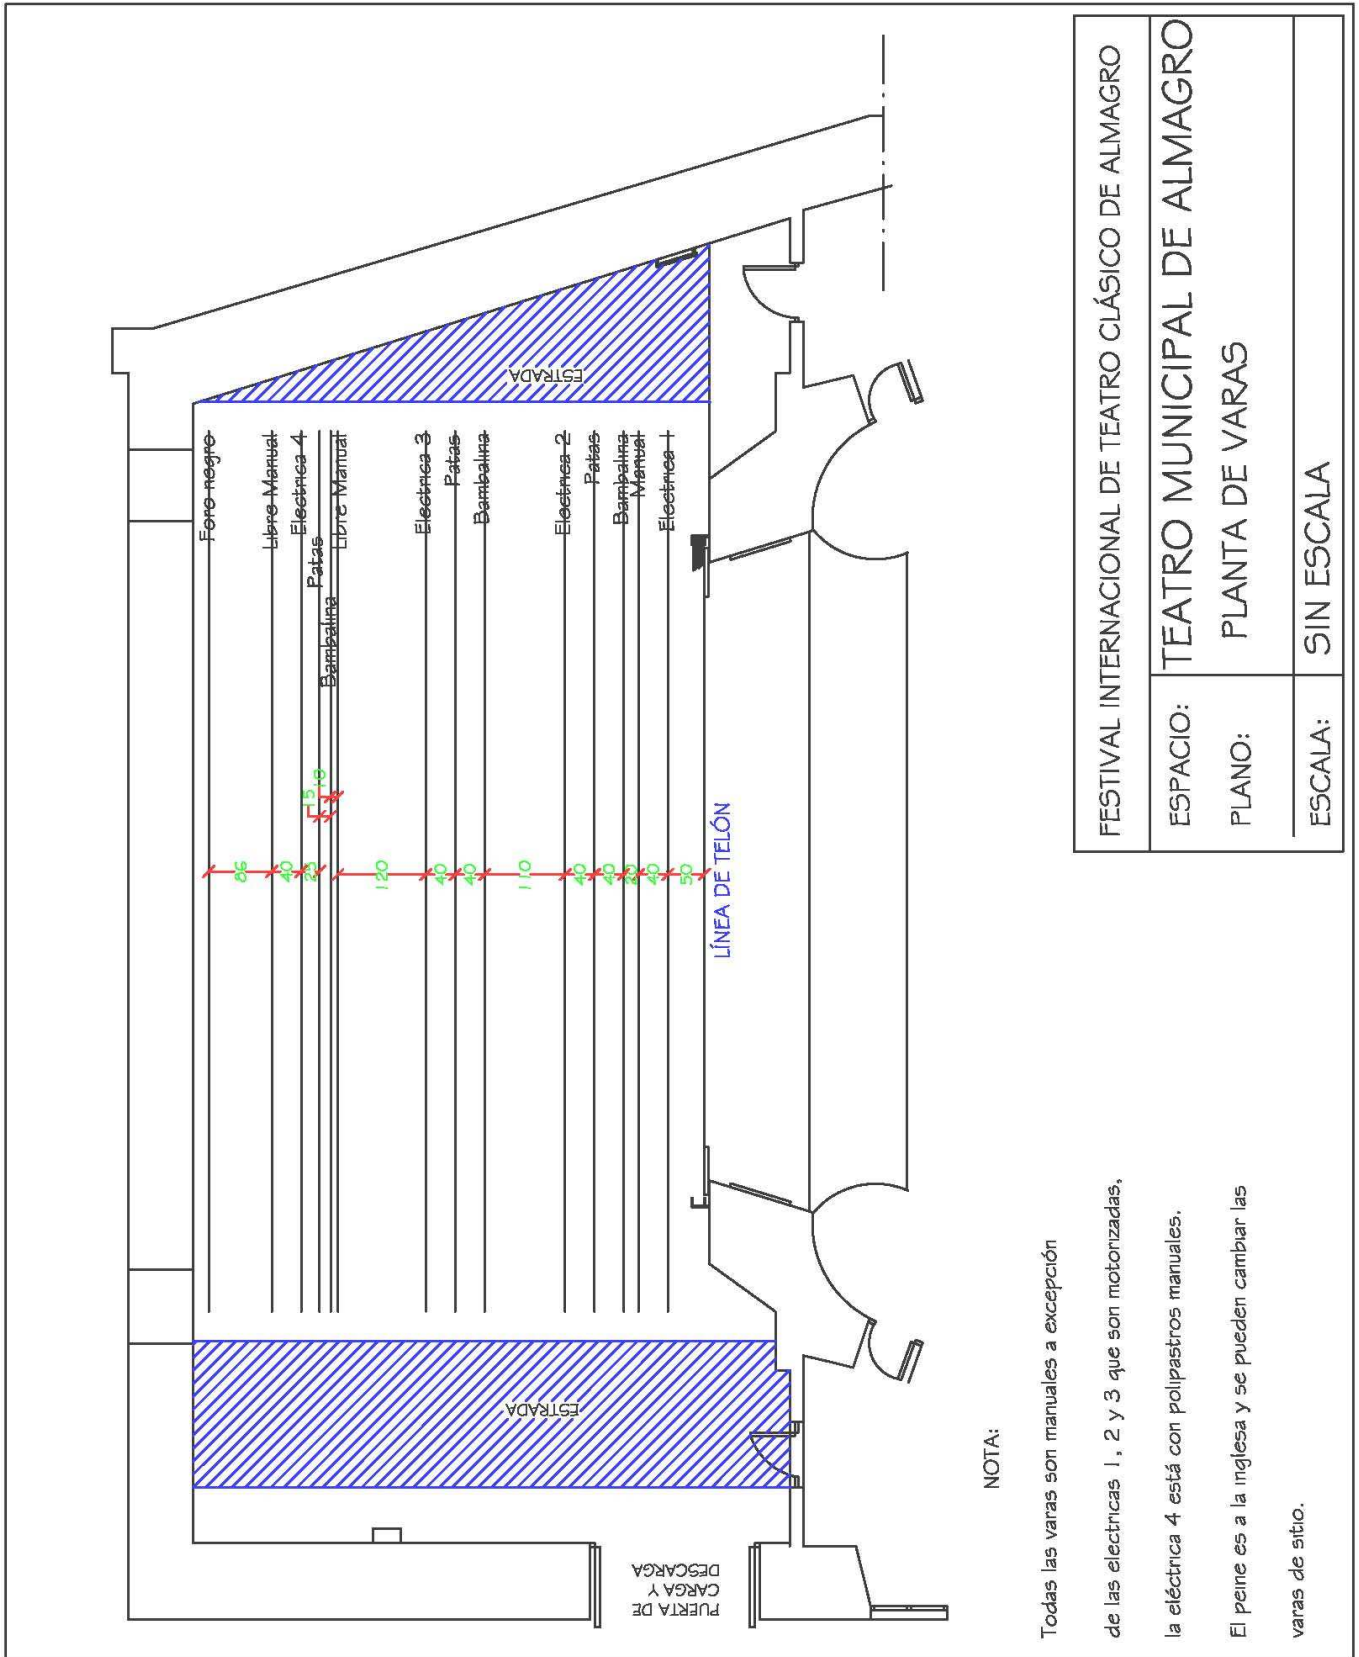 FESTIVAL INTERNACIONAL DE TEATRO CLÁSICO DE ALMAGRO
ESPACIO: TEATRO MUNICIPAL DE ALMAGRO
PLANO: PLANTA DE VARAS
ESCALA: SIN ESCALA
Foro negro
Libre Manual
Electrica 4
Patas
Bambalina
Libre Manual
Electrica 3
Patas
Bambalina
Electrica 2
Patas
Bambalina
Manual
Electrica 1
86
40
15
120
40
40
110
40
40
20
40
50
LÍNEA DE TELÓN
ESTRADA
ESTRADA
PUERTA DE
CARGA Y
DESCARGA
NOTA:
Todas las varas son manuales a excepción
de las electricas 1, 2 y 3 que son motorizadas,
la eléctrica 4 está con polipastros manuales.
El peine es a la inglesa y se pueden cambiar las
varas de sitio.